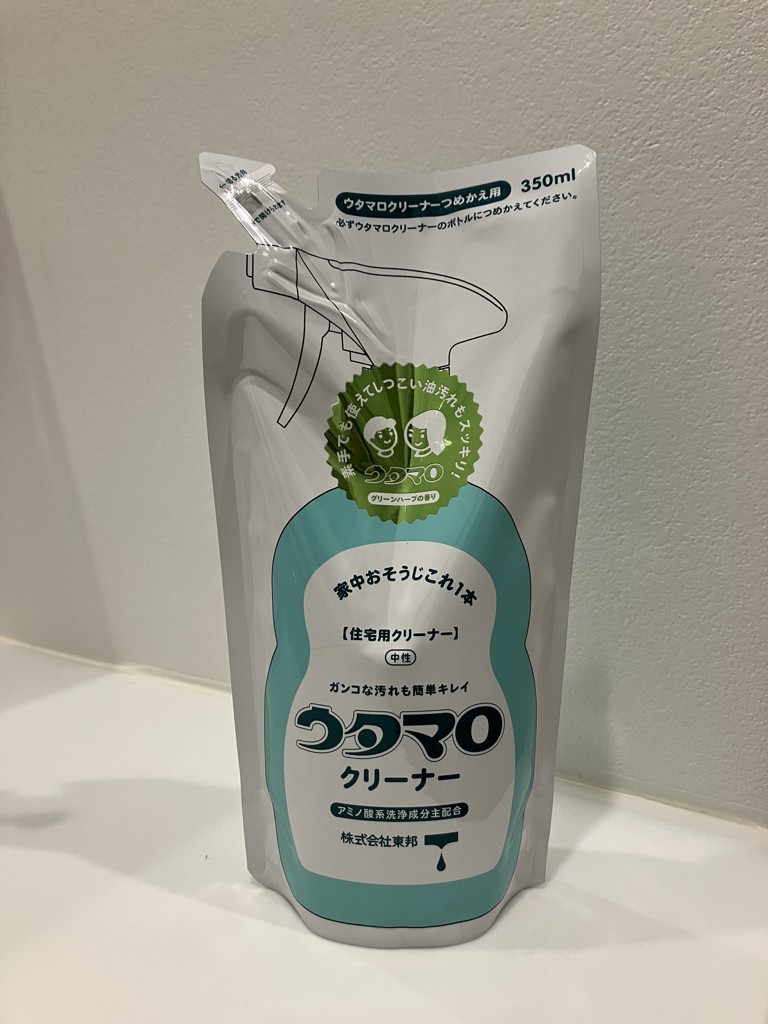 ウタマロクリーナーつめかえ用
350ml
必ずウタマロクリーナーのボトルにつめかえてください。
素手でも使えてしつこい油汚れもスッキリ!
ウタマロ
グリーンハーブの香り
家中おそうじこれ1本
【住宅用クリーナー】
中性
ガンコな汚れも簡単キレイ
ウタマロ
クリーナー
アミノ酸系洗浄成分主配合
株式会社東邦